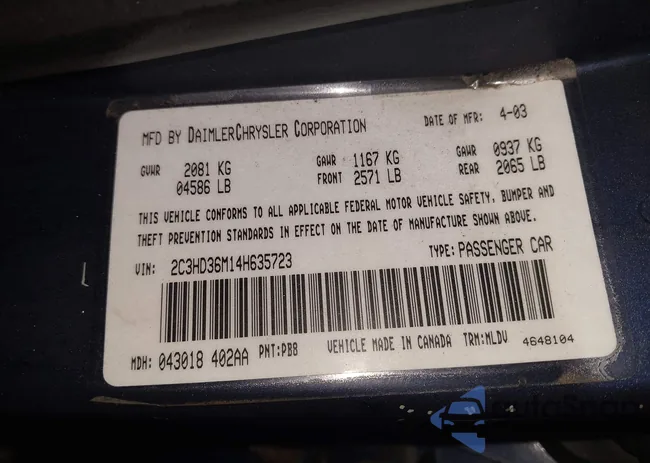 MFD BY DAIMLERCHRYSLER CORPORATION DATE OF MFR: 4-03
GVWR 2081 KG GAWR 1167 KG GAWR 0937 KG
04586 LB FRONT 2571 LB REAR 2065 LB
THIS VEHICLE CONFORMS TO ALL APPLICABLE FEDERAL MOTOR VEHICLE SAFETY, BUMPER AND
THEFT PREVENTION STANDARDS IN EFFECT ON THE DATE OF MANUFACTURE SHOWN ABOVE.
VIN: 2C3HD36M14H635723 TYPE: PASSENGER CAR
MDH: 043018 402AA PNT: PB8 VEHICLE MADE IN CANADA TRM: MLDV 4648104